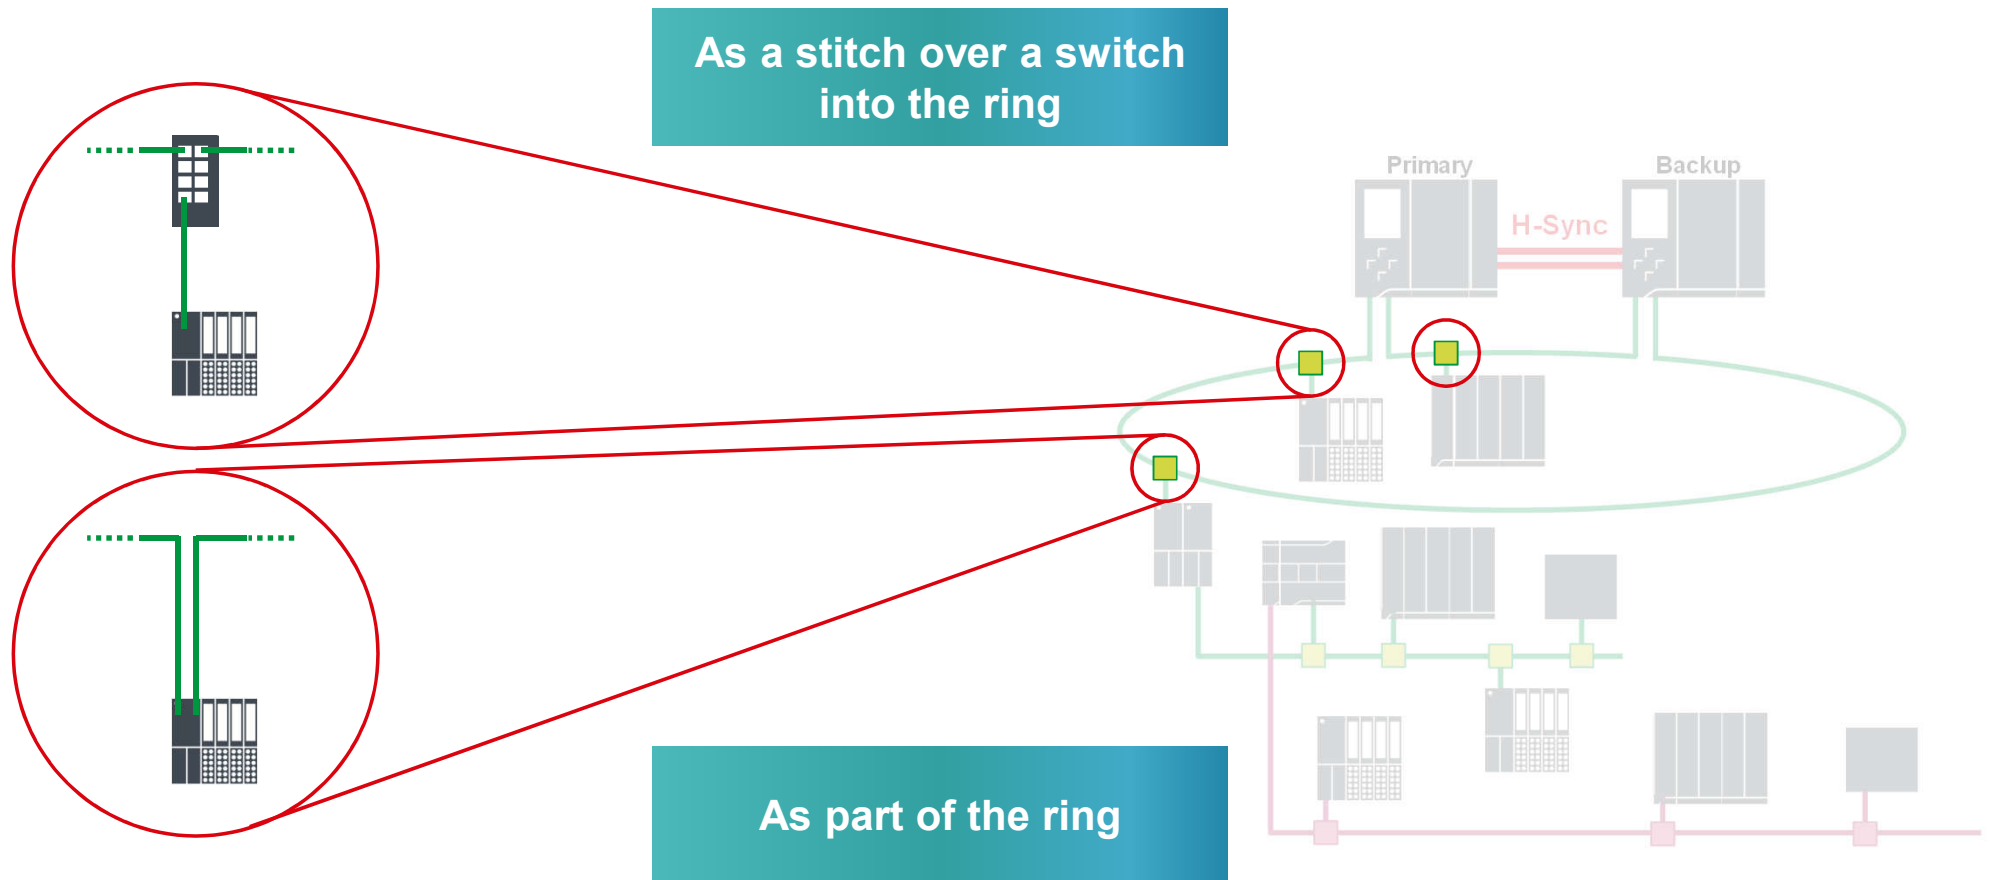 As a stitch over a switch
into the ring
Primary
Backup
H-Sync
As part of the ring